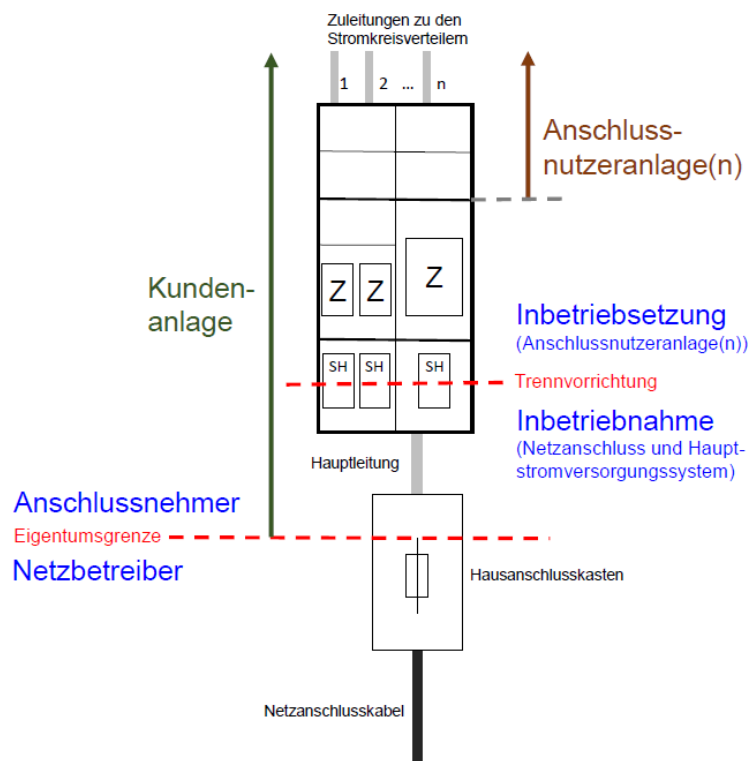 Zuleitungen zu den
Stromkreisverteilern
1 2 ... n
Anschluss-
nutzeranlage(n)
Z Z Z
Kunden-
anlage
Inbetriebsetzung
(Anschlussnutzeranlage(n))
SH SH SH
Trennvorrichtung
Inbetriebnahme
(Netzanschluss und Haupt-
stromversorgungssystem)
Hauptleitung
Anschlussnehmer
Eigentumsgrenze
Netzbetreiber
Hausanschlusskasten
Netzanschlusskabel